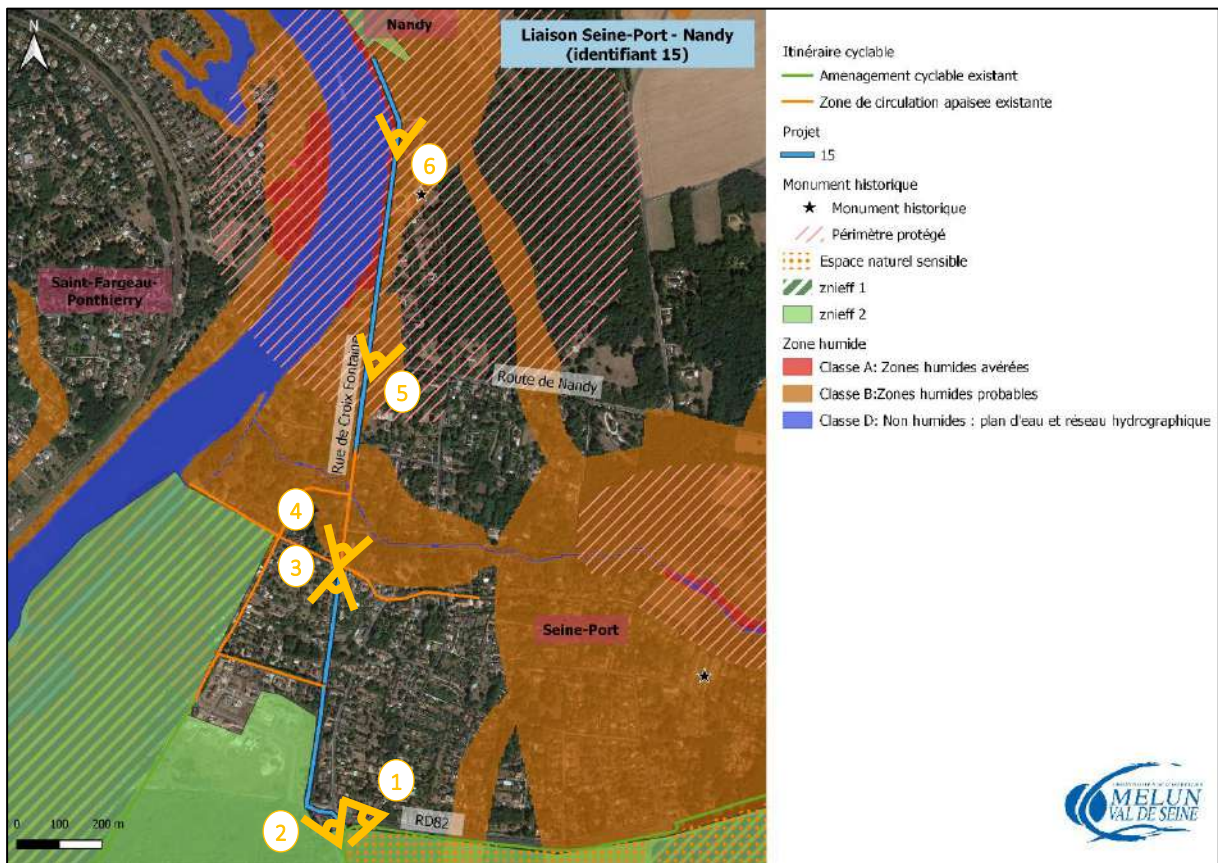 N
Nandy
Liaison Seine-Port - Nandy
(identifiant 15)
6
Saint-Fargeau-
Ponthierry
Rue de Croix Fontaine
Route de Nandy
5
4
3
Seine-Port
1
2
RD82
0 100 200 m
Itinéraire cyclable
Aménagement cyclable existant
Zone de circulation apaisée existante
Projet
15
Monument historique
Monument historique
Périmètre protégé
Espace naturel sensible
znieff 1
znieff 2
Zone humide
Classe A: Zones humides avérées
Classe B:Zones humides probables
Classe D: Non humides : plan d'eau et réseau hydrographique
MELUN
VAL DE SEINE